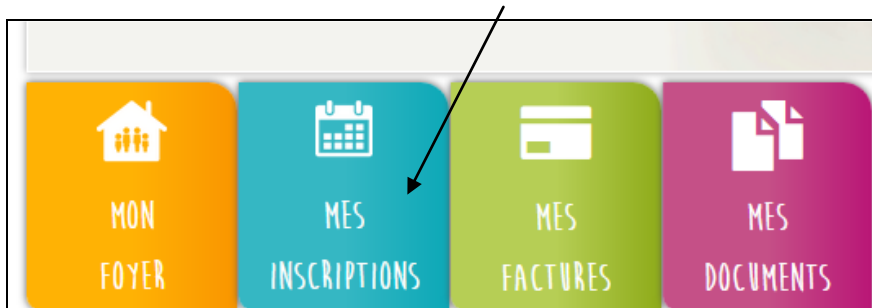 MON
FOYER
MES
INSCRIPTIONS
MES
FACTURES
MES
DOCUMENTS